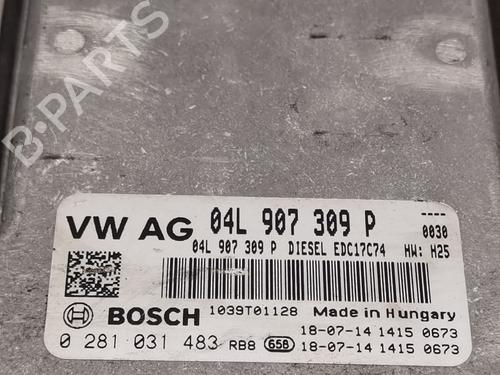 B-PARTS
VW AG 04L 907 309 P ----
04L 907 309 P DIESEL EDC17C74 0030
HW: H25
BOSCH 1039T01128 Made in Hungary
18-07-14 1415 0673
0 281 031 483 RB8 658 18-07-14 1415 0673